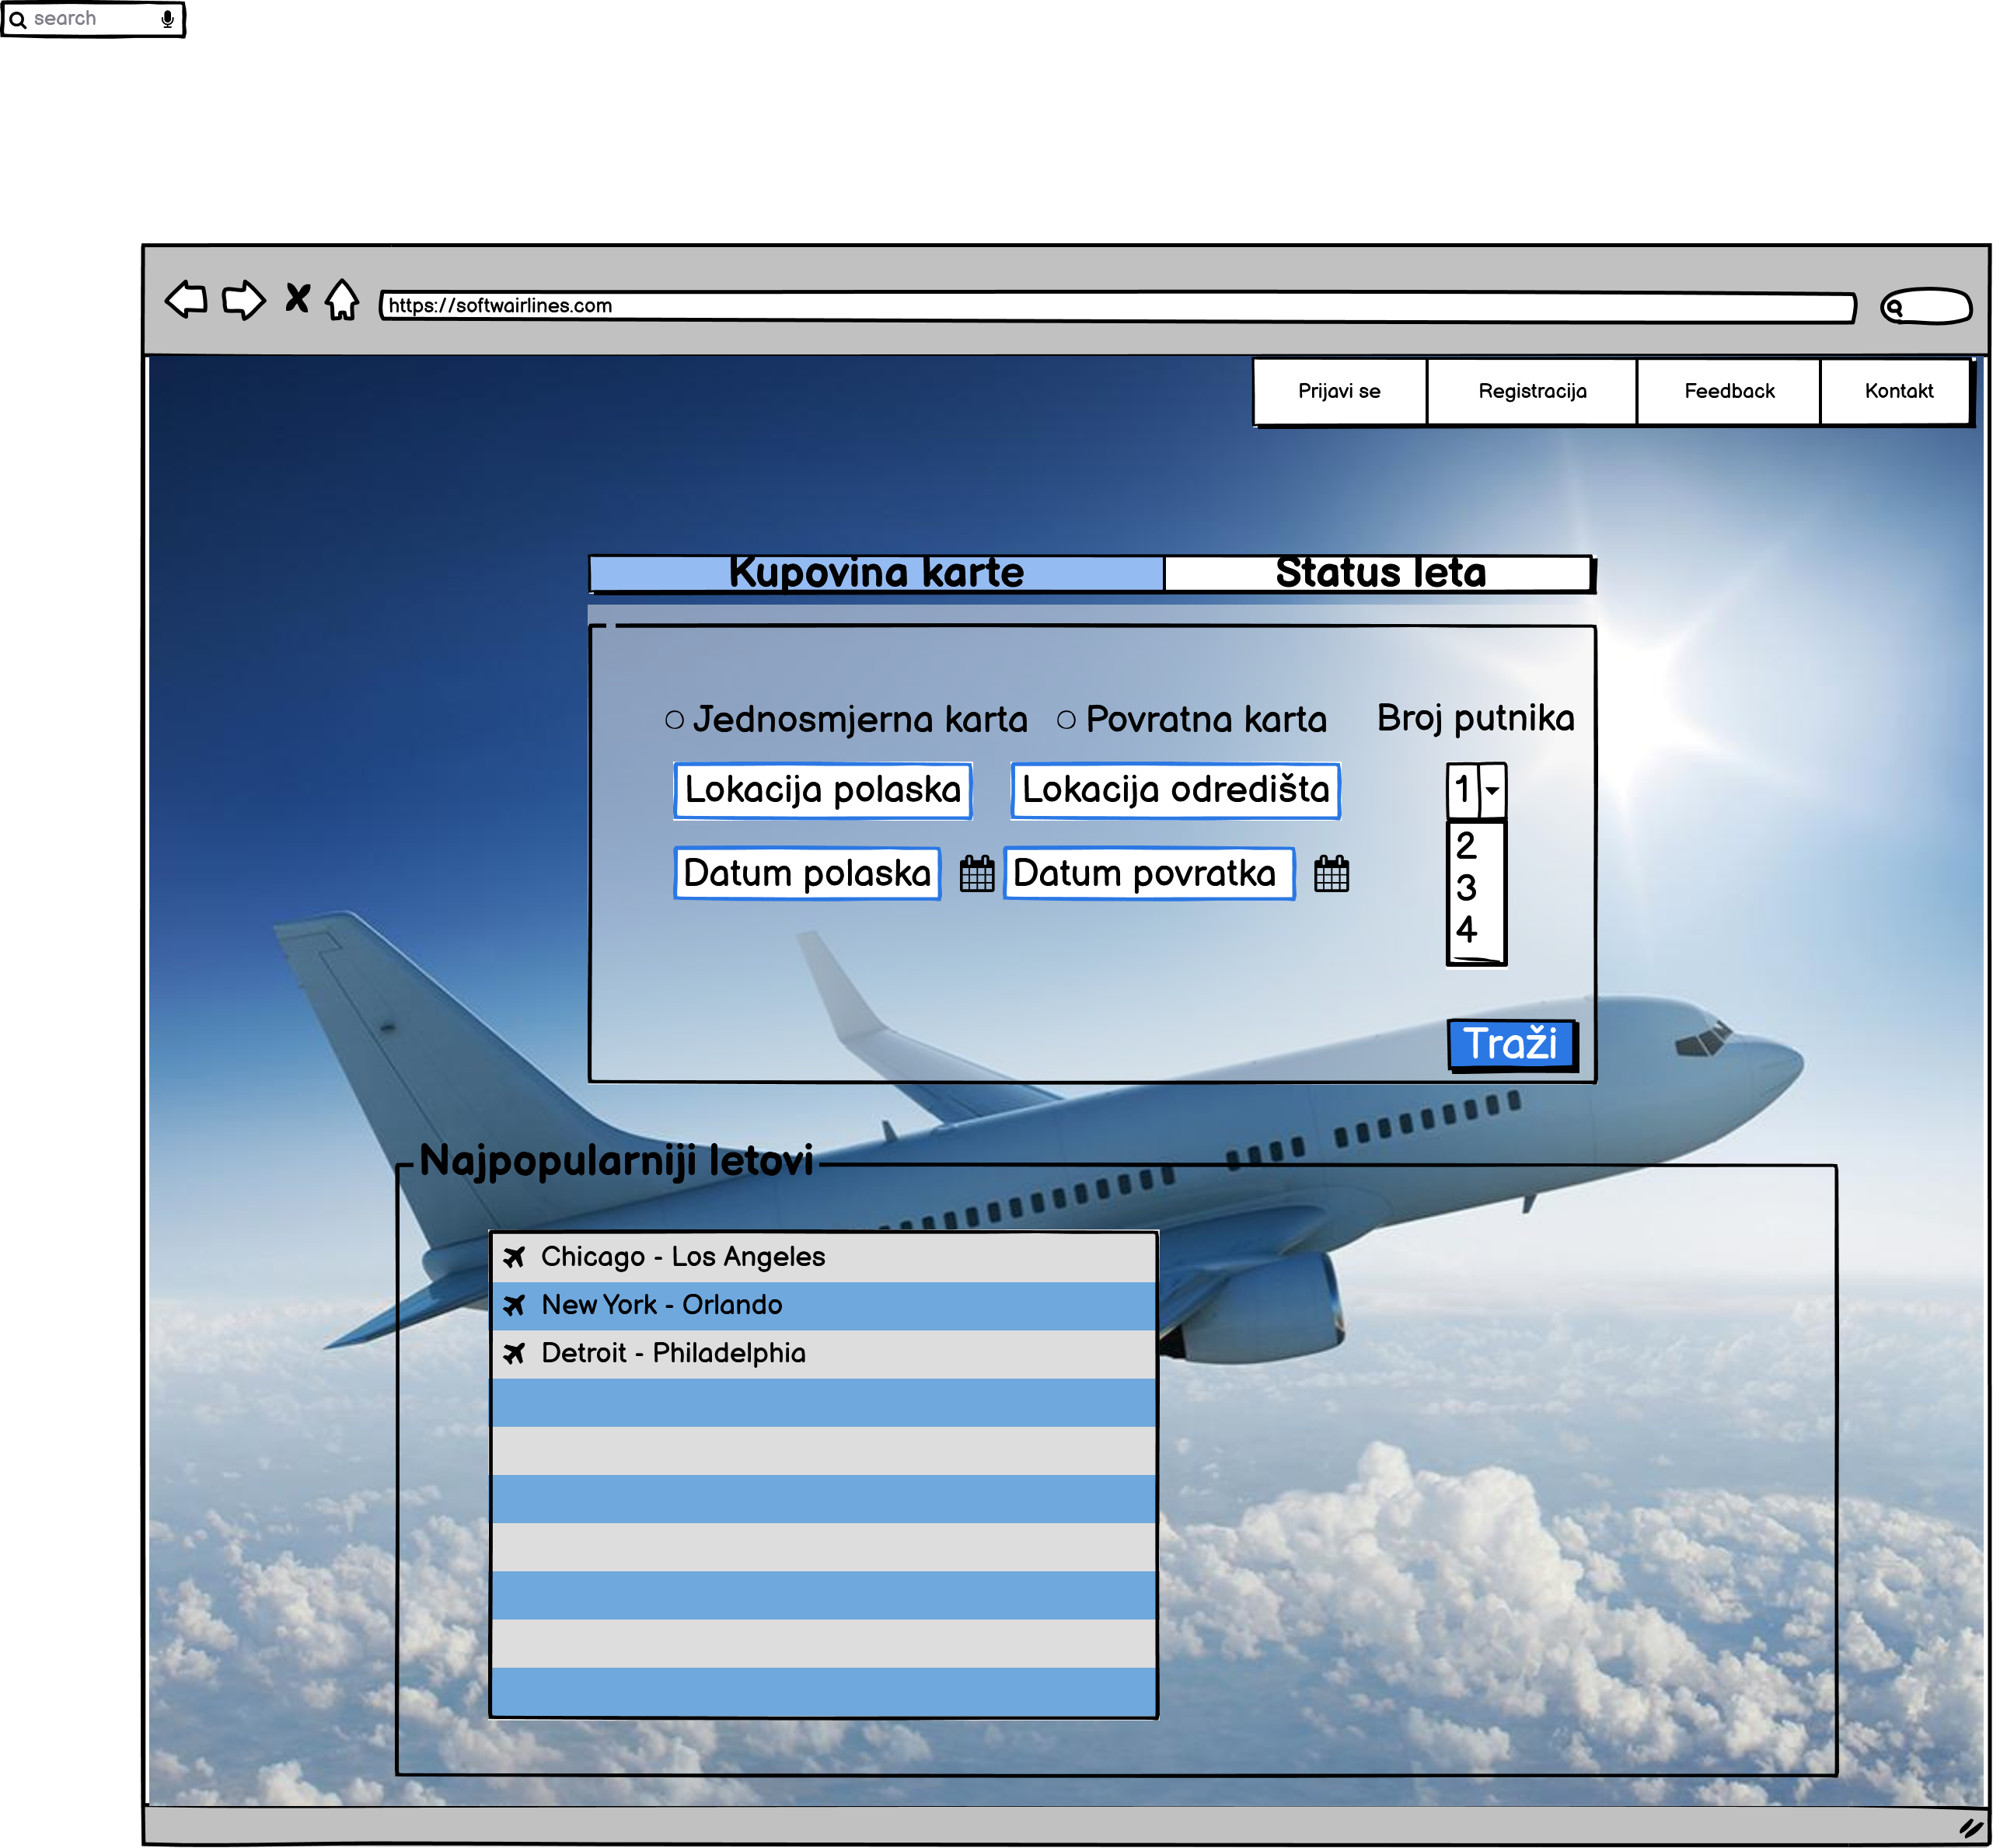 search
https://softwairlines.com
Prijavi se Registracija Feedback Kontakt
Kupovina karte Status leta
Jednosmjerna karta Povratna karta Broj putnika
Lokacija polaska Lokacija odredišta 1
2
Datum polaska Datum povratka
3
4
Traži
Najpopularniji letovi
Chicago - Los Angeles
New York - Orlando
Detroit - Philadelphia